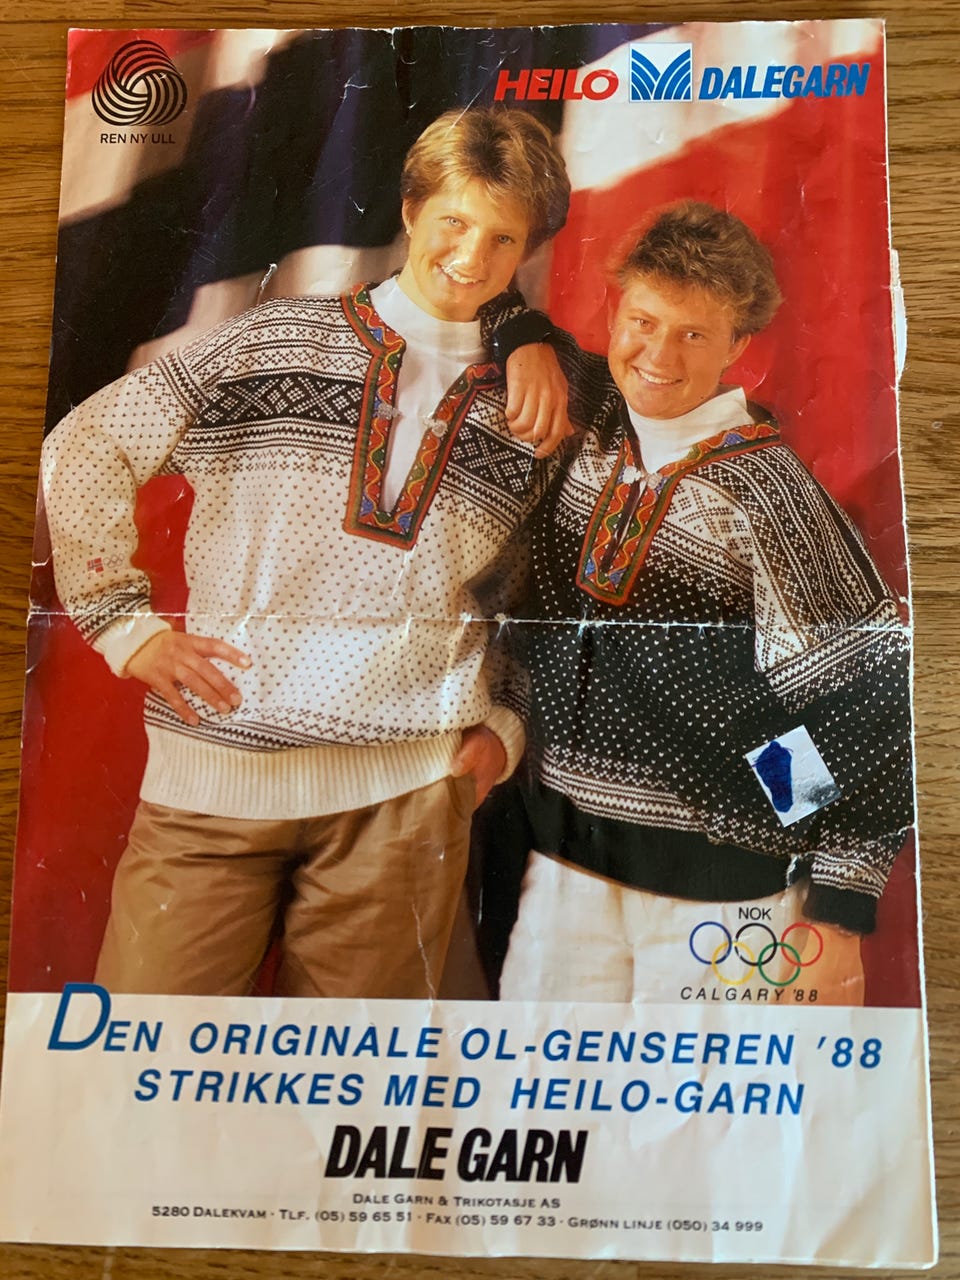 REN NY ULL
HEILO DALEGARN
NOK
CALGARY '88
DEN ORIGINALE OL-GENSEREN '88
STRIKKES MED HEILO-GARN
DALE GARN
DALE GARN & TRIKOTASJE AS
5280 DALEKVAM · TLF. (05) 59 65 51 · FAX (05) 59 67 33 · GRØNN LINJE (050) 34 999